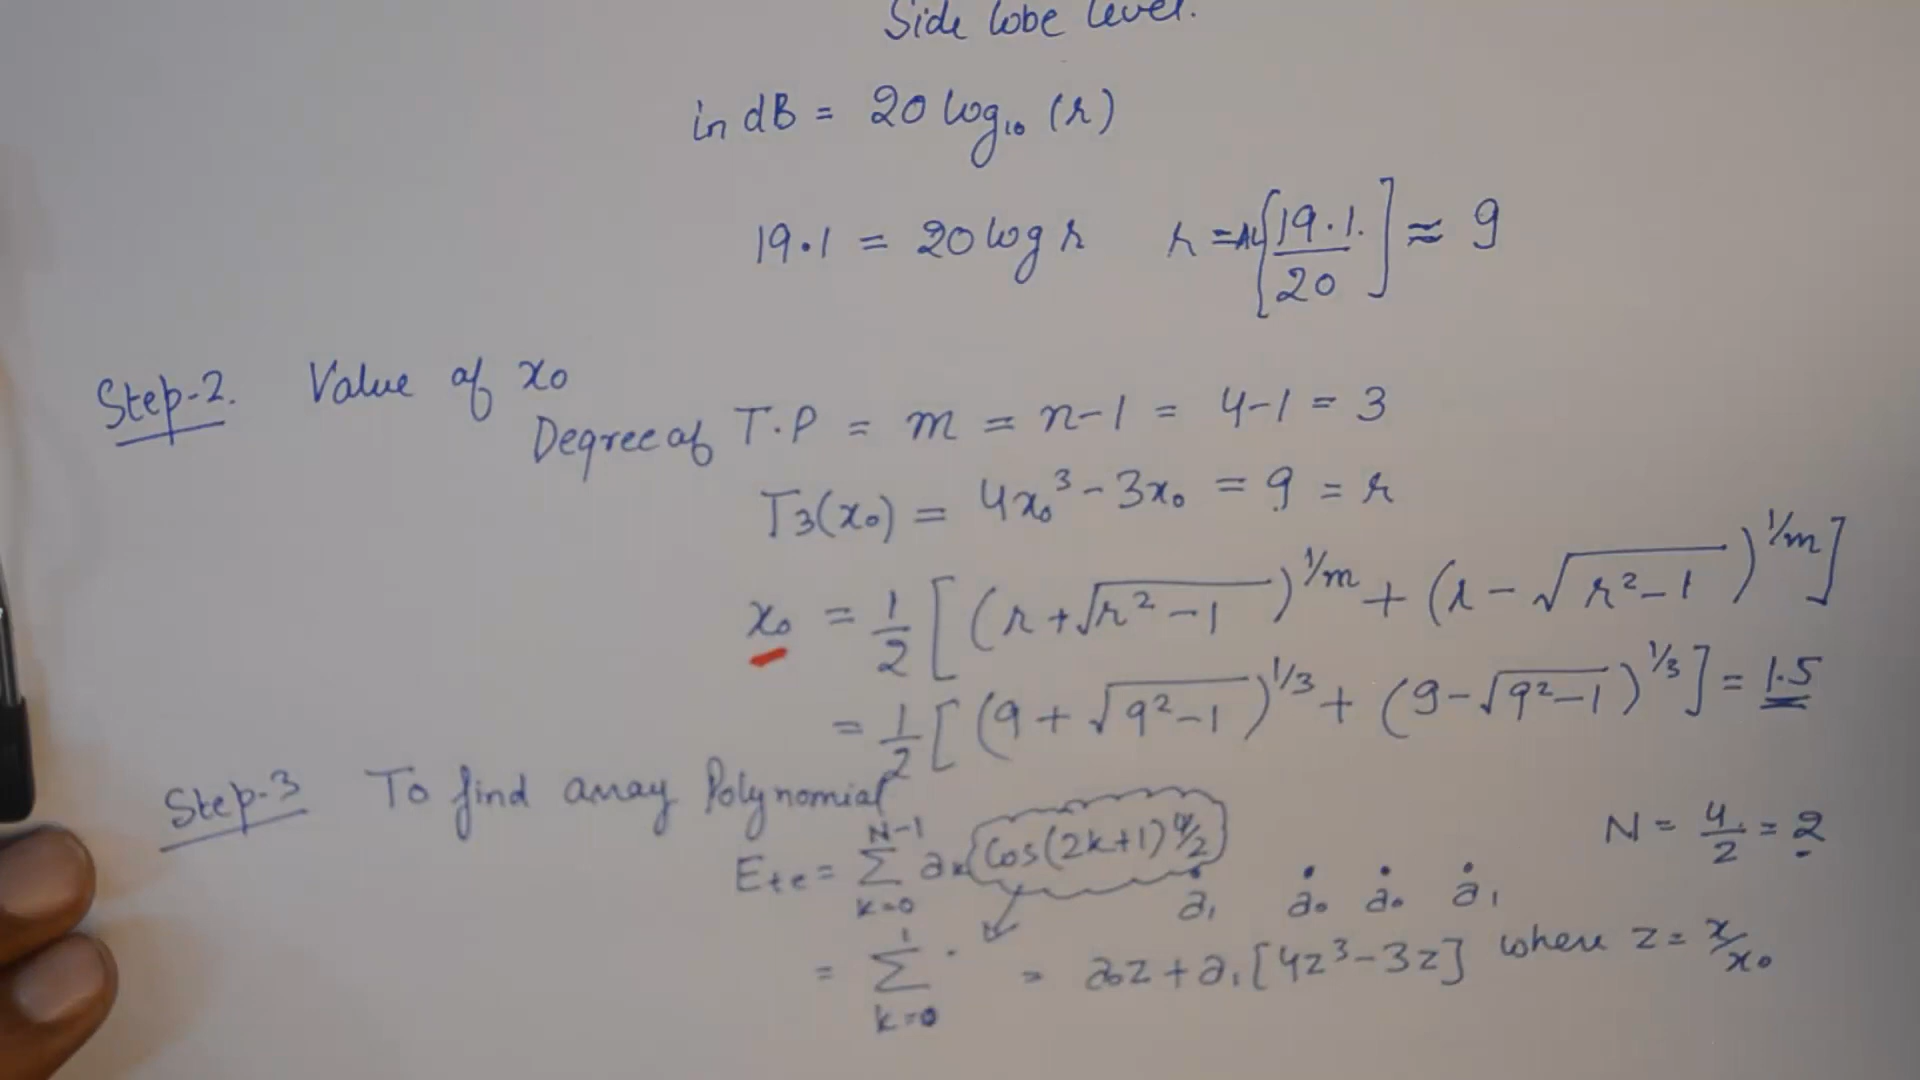 Side lobe level.
in dB = 20 log₁₀ (r)
19.1 = 20 log r   r = AL[19.1/20] ≈ 9
Step-2. Value of x₀
Degree of T.P = m = n-1 = 4-1 = 3
T₃(x₀) = 4x₀³ - 3x₀ = 9 = r
x₀ = 1/2 [(r + √(r²-1))^1/m + (r - √(r²-1))^1/m]
= 1/2 [(9 + √(9²-1))^1/3 + (9 - √(9²-1))^1/3] = 1.5
Step-3 To find array Polynomial
Ete = Σ(k=0 to N-1) aₖ Cos(2k+1)ψ/2   N = 4/2 = 2
a₁ a₀ a₀ a₁
= Σ(k=0 to 1) · = a₀z + a₁[4z³-3z] where z = x/x₀